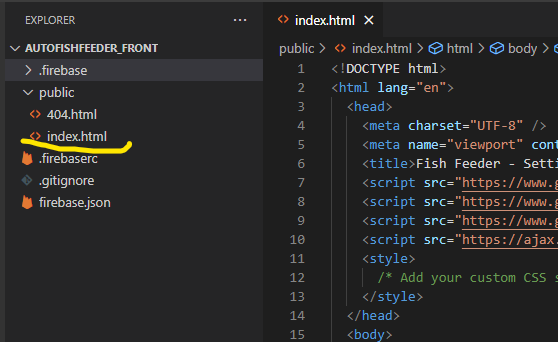 EXPLORER
AUTOFISHFEEDER_FRONT
.firebase
public
404.html
index.html
.firebaserc
.gitignore
firebase.json
index.html
public > index.html > html > body >
1 <!DOCTYPE html>
2 <html lang="en">
3 <head>
4 <meta charset="UTF-8" />
5 <meta name="viewport" cont
6 <title>Fish Feeder - Setti
7 <script src="https://www.g
8 <script src="https://www.g
9 <script src="https://www.g
10 <script src="https://ajax.
11 <style>
12 /* Add your custom CSS s
13 </style>
14 </head>
15 <body>